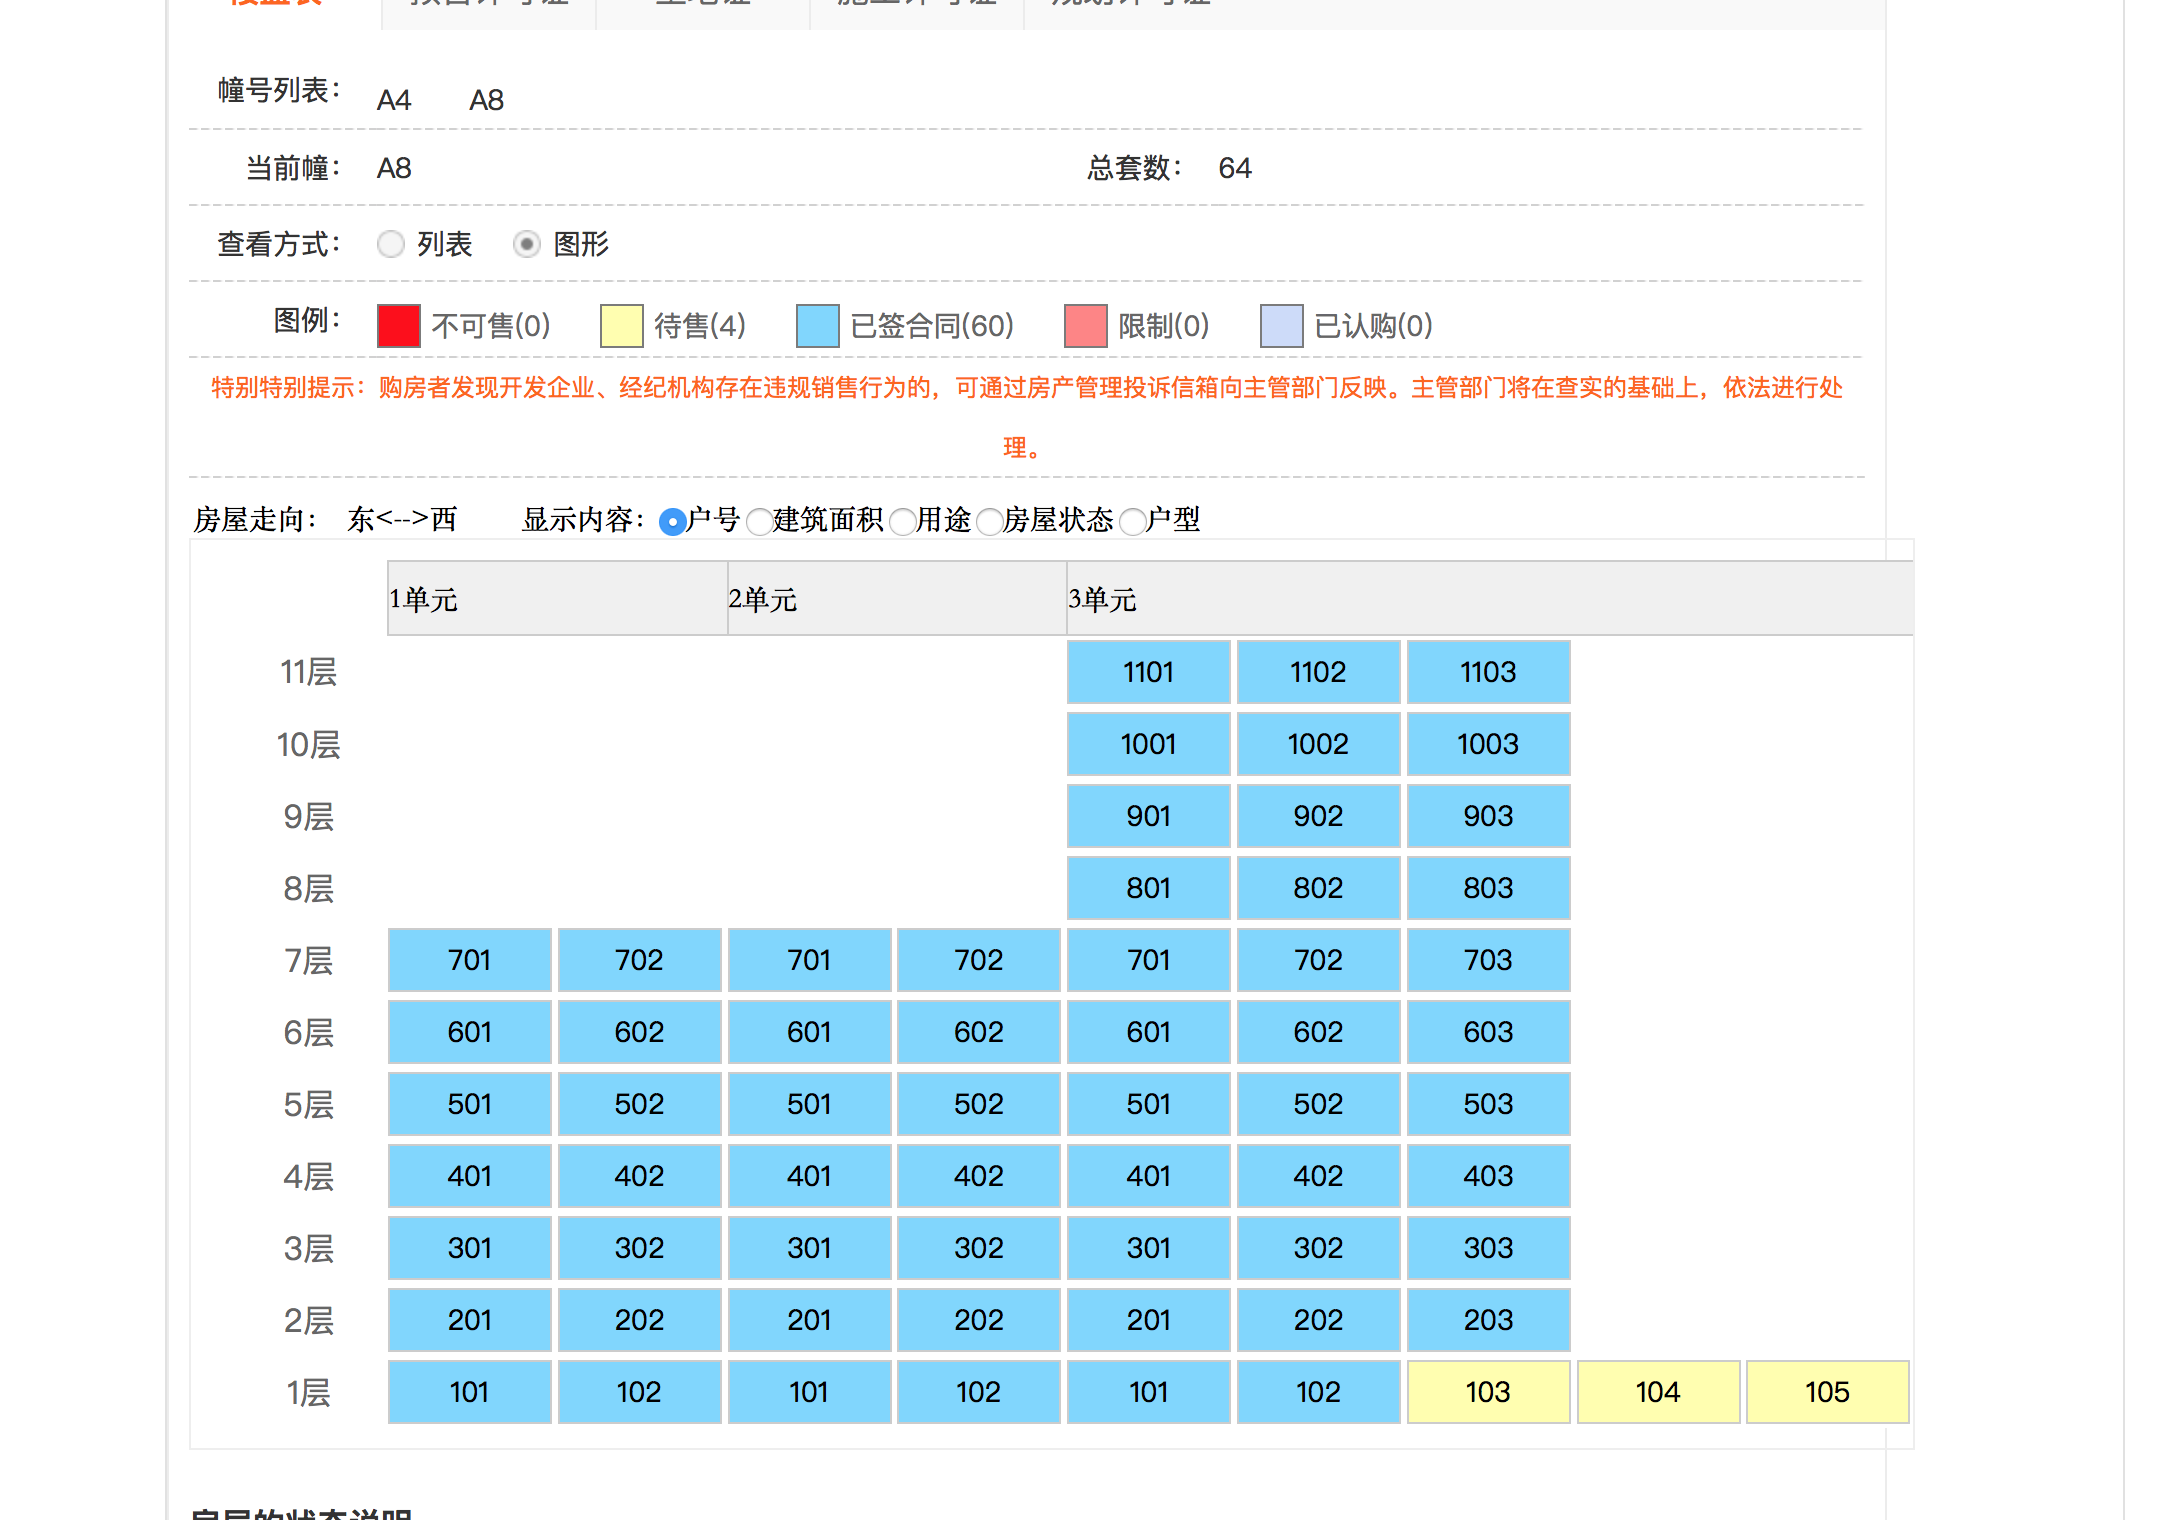 幢号列表： A4 A8
当前幢： A8 总套数： 64
查看方式： 列表 图形
图例： 不可售(0) 待售(4) 已签合同(60) 限制(0) 已认购(0)
特别特别提示：购房者发现开发企业、经纪机构存在违规销售行为的，可通过房产管理投诉信箱向主管部门反映。主管部门将在查实的基础上，依法进行处
理。
房屋走向： 东<-->西 显示内容： 户号 建筑面积 用途 房屋状态 户型
1单元 2单元 3单元
11层 1101 1102 1103
10层 1001 1002 1003
9层 901 902 903
8层 801 802 803
7层 701 702 701 702 701 702 703
6层 601 602 601 602 601 602 603
5层 501 502 501 502 501 502 503
4层 401 402 401 402 401 402 403
3层 301 302 301 302 301 302 303
2层 201 202 201 202 201 202 203
1层 101 102 101 102 101 102 103 104 105
房屋的状态说明